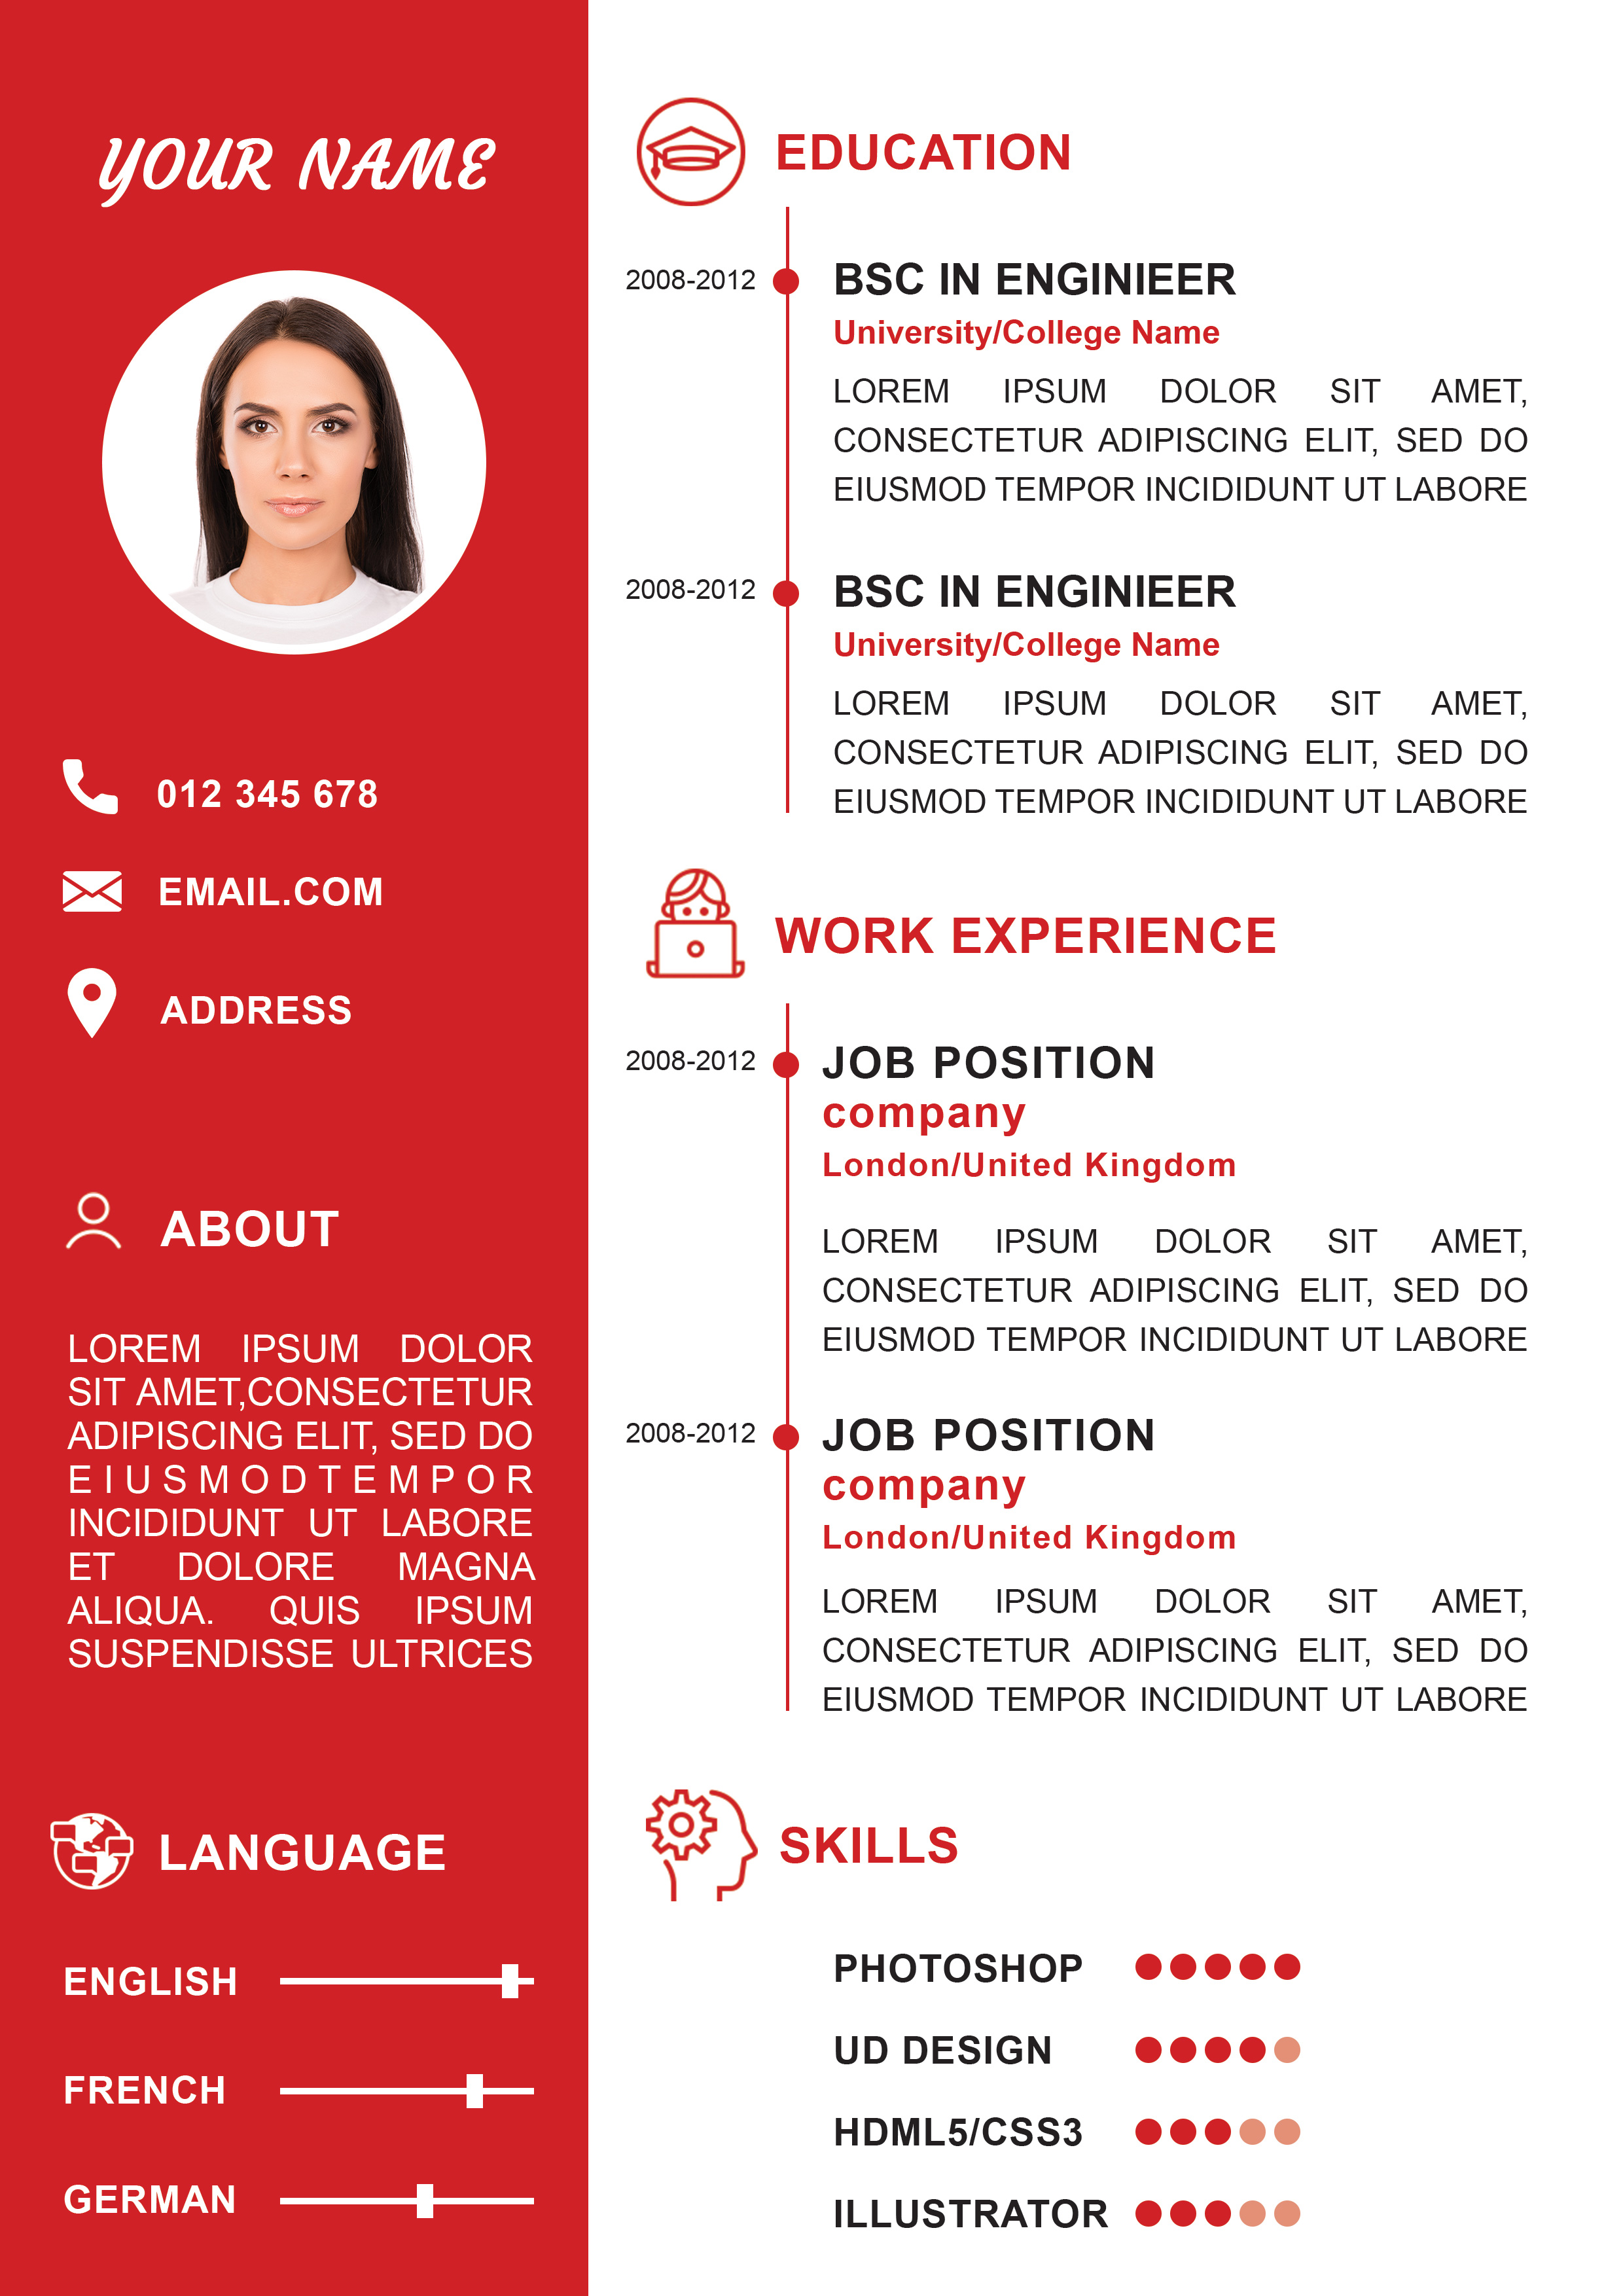 YOUR NAME
012 345 678
EMAIL.COM
ADDRESS
ABOUT
LOREM IPSUM DOLOR
SIT AMET,CONSECTETUR
ADIPISCING ELIT, SED DO
EIUSMODTEMPOR
INCIDIDUNT UT LABORE
ET DOLORE MAGNA
ALIQUA. QUIS IPSUM
SUSPENDISSE ULTRICES
LANGUAGE
ENGLISH
FRENCH
GERMAN
EDUCATION
2008-2012 BSC IN ENGINIEER
University/College Name
LOREM IPSUM DOLOR SIT AMET,
CONSECTETUR ADIPISCING ELIT, SED DO
EIUSMOD TEMPOR INCIDIDUNT UT LABORE
2008-2012 BSC IN ENGINIEER
University/College Name
LOREM IPSUM DOLOR SIT AMET,
CONSECTETUR ADIPISCING ELIT, SED DO
EIUSMOD TEMPOR INCIDIDUNT UT LABORE
WORK EXPERIENCE
2008-2012 JOB POSITION
company
London/United Kingdom
LOREM IPSUM DOLOR SIT AMET,
CONSECTETUR ADIPISCING ELIT, SED DO
EIUSMOD TEMPOR INCIDIDUNT UT LABORE
2008-2012 JOB POSITION
company
London/United Kingdom
LOREM IPSUM DOLOR SIT AMET,
CONSECTETUR ADIPISCING ELIT, SED DO
EIUSMOD TEMPOR INCIDIDUNT UT LABORE
SKILLS
PHOTOSHOP
UD DESIGN
HDML5/CSS3
ILLUSTRATOR